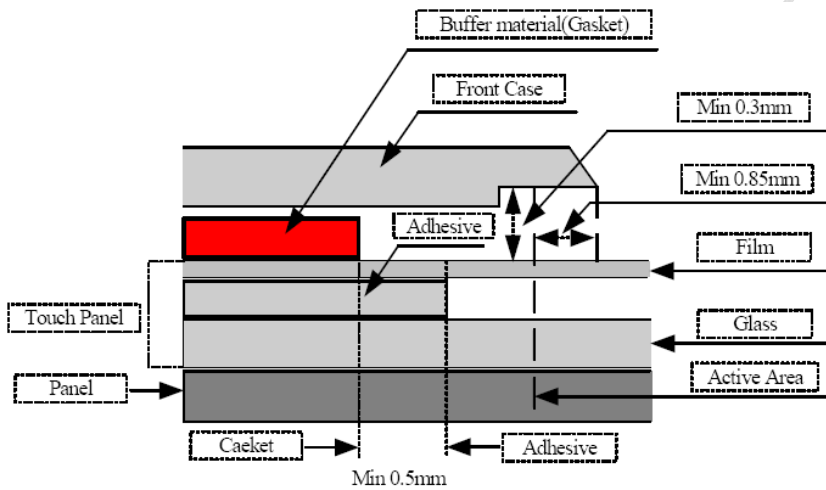 Buffer material(Gasket)
Front Case
Min 0.3mm
Min 0.85mm
Adhesive
Film
Touch Panel
Glass
Panel
Active Area
Caeket
Adhesive
Min 0.5mm